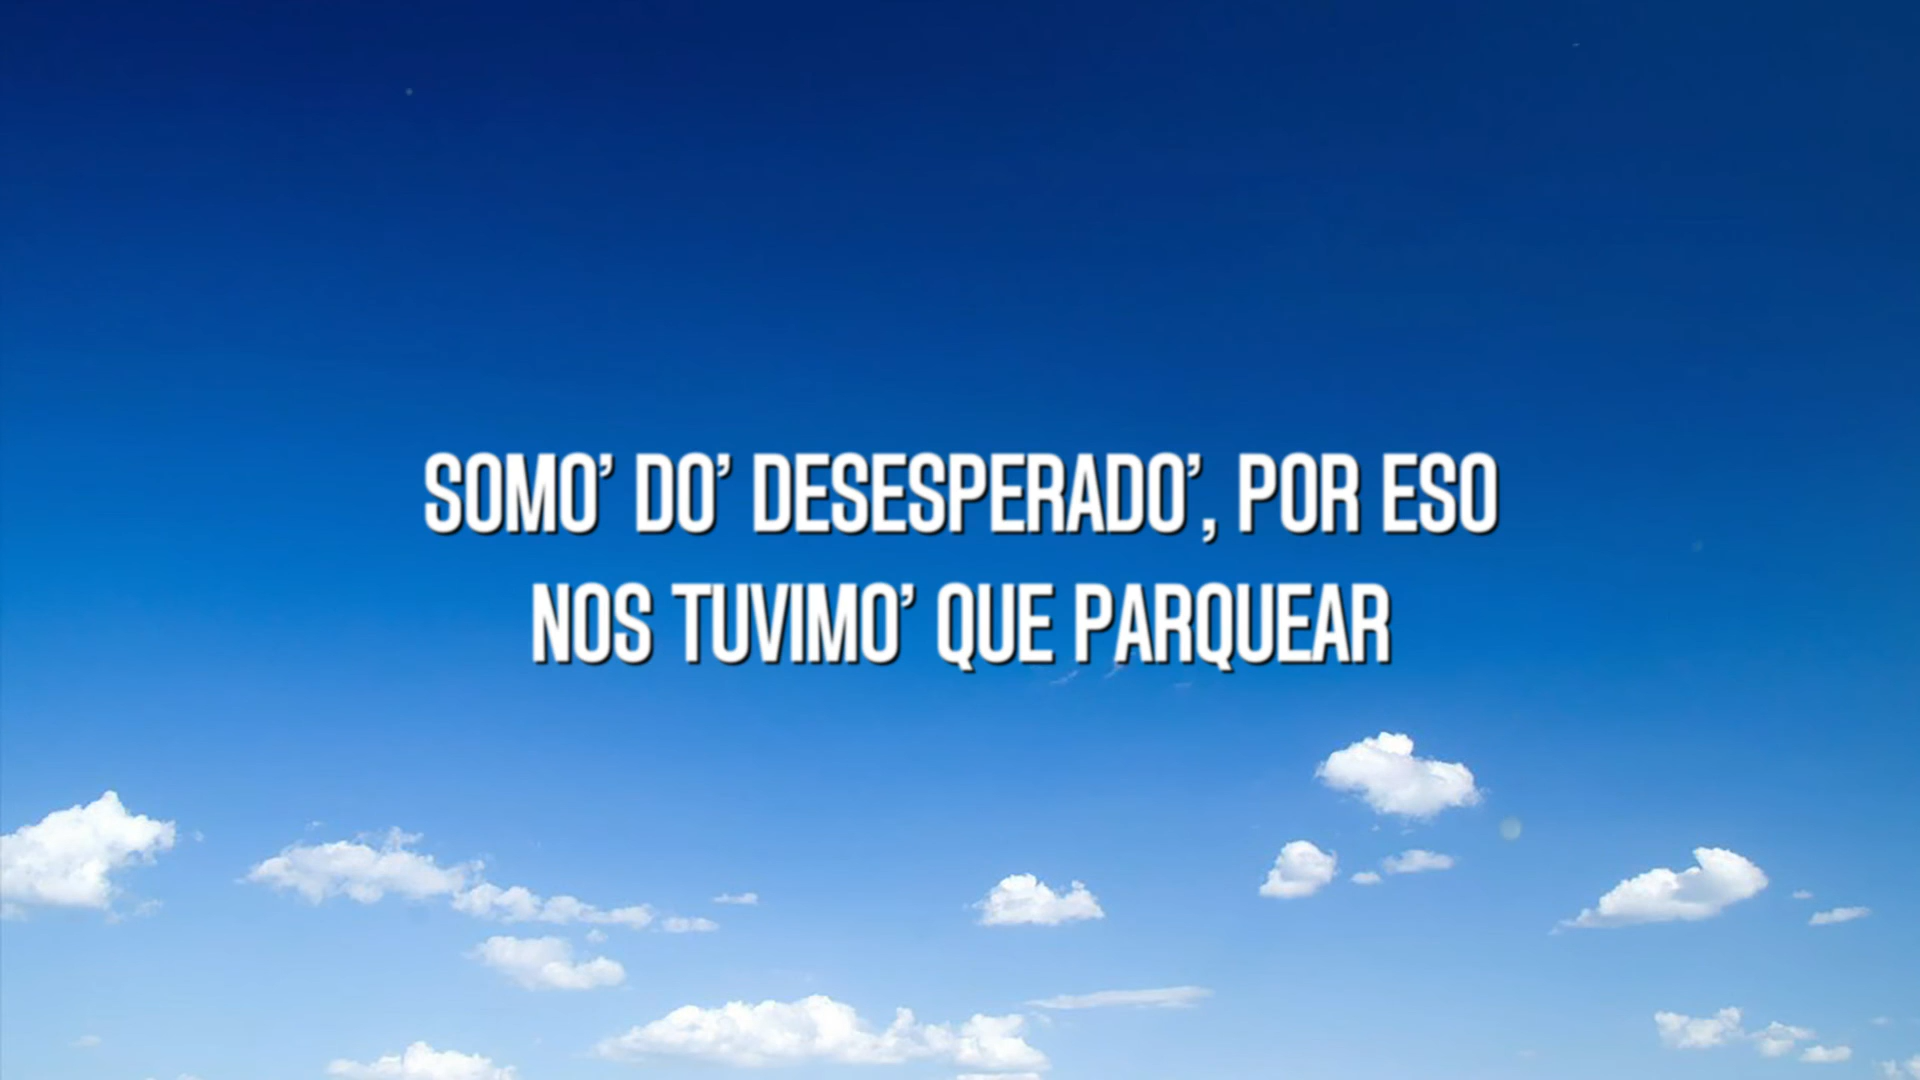 SOMO’ DO’ DESESPERADO’, POR ESO
NOS TUVIMO’ QUE PARQUEAR